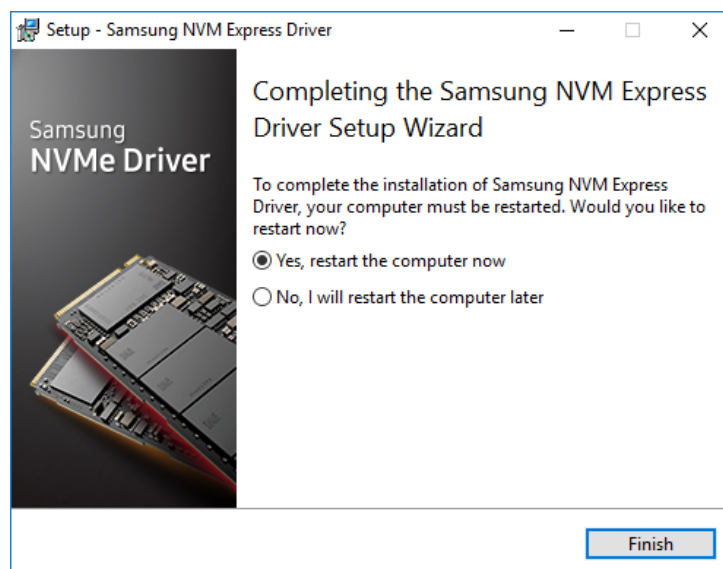 Setup - Samsung NVM Express Driver
Samsung
NVMe Driver
Completing the Samsung NVM Express
Driver Setup Wizard
To complete the installation of Samsung NVM Express
Driver, your computer must be restarted. Would you like to
restart now?
Yes, restart the computer now
No, I will restart the computer later
Finish